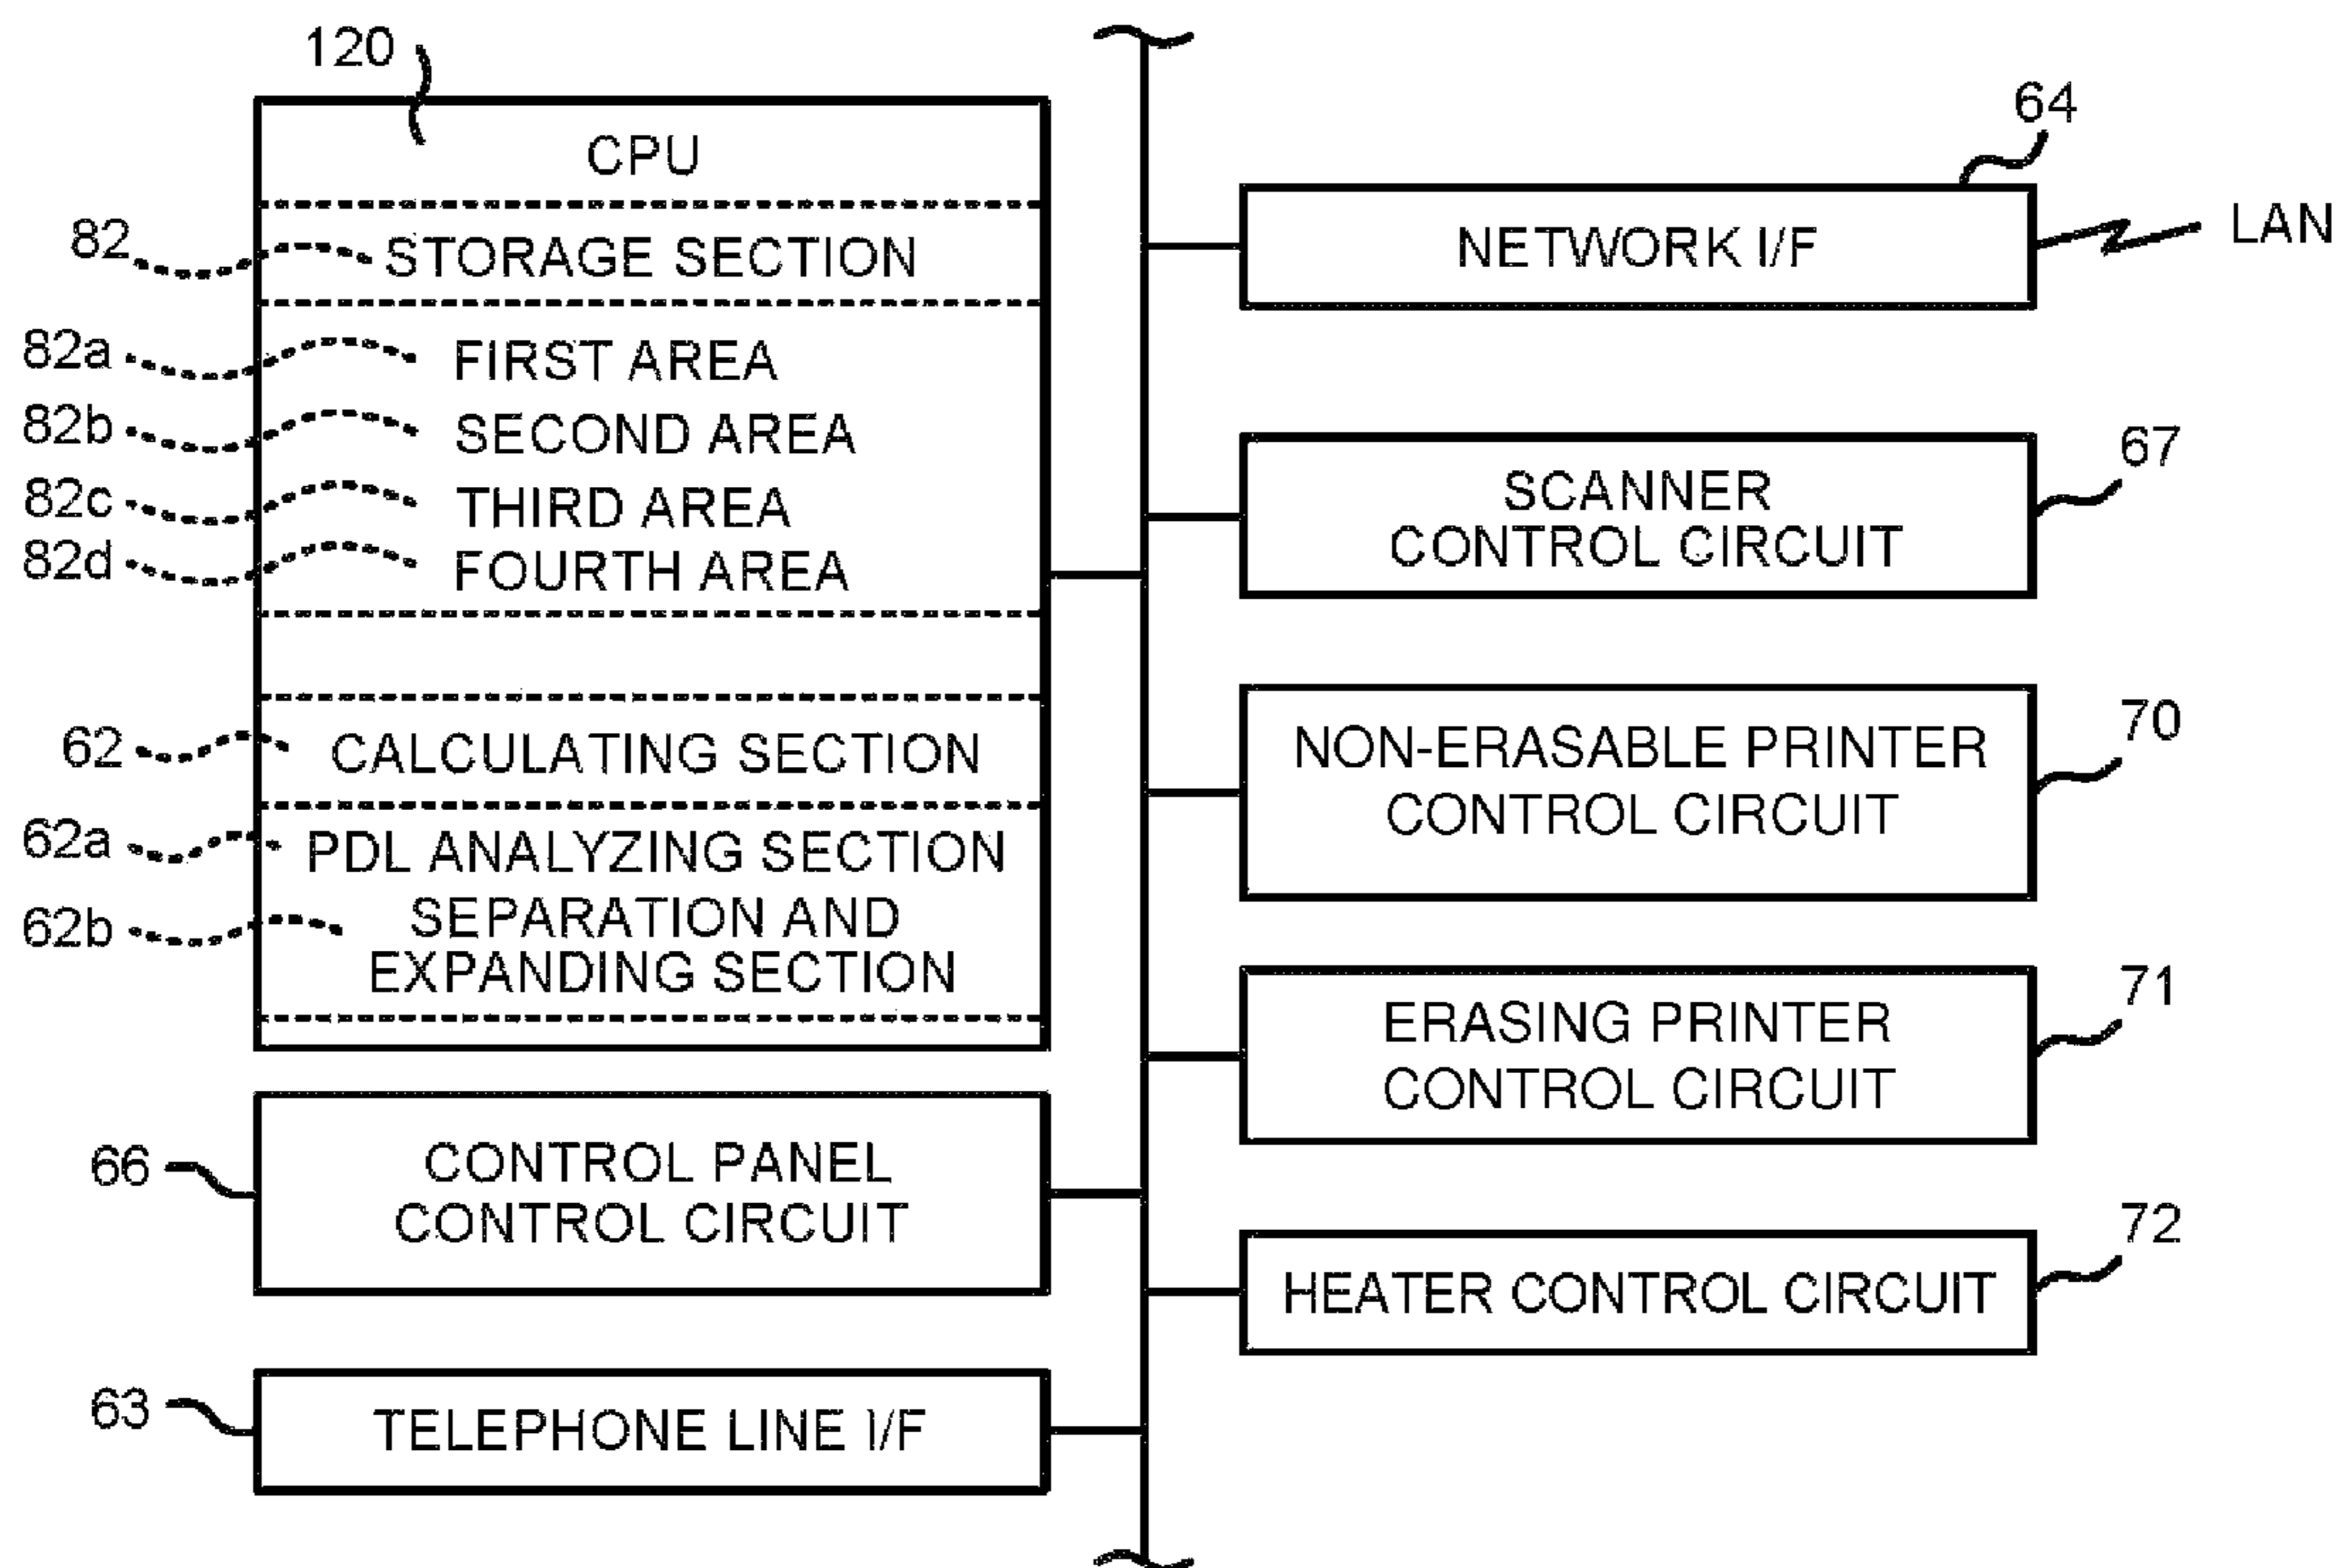 120
CPU
82
STORAGE SECTION
82a
FIRST AREA
82b
SECOND AREA
82c
THIRD AREA
82d
FOURTH AREA
62
CALCULATING SECTION
62a
PDL ANALYZING SECTION
62b
SEPARATION AND
EXPANDING SECTION
66
CONTROL PANEL
CONTROL CIRCUIT
63
TELEPHONE LINE I/F
64
NETWORK I/F
LAN
67
SCANNER
CONTROL CIRCUIT
70
NON-ERASABLE PRINTER
CONTROL CIRCUIT
71
ERASING PRINTER
CONTROL CIRCUIT
72
HEATER CONTROL CIRCUIT